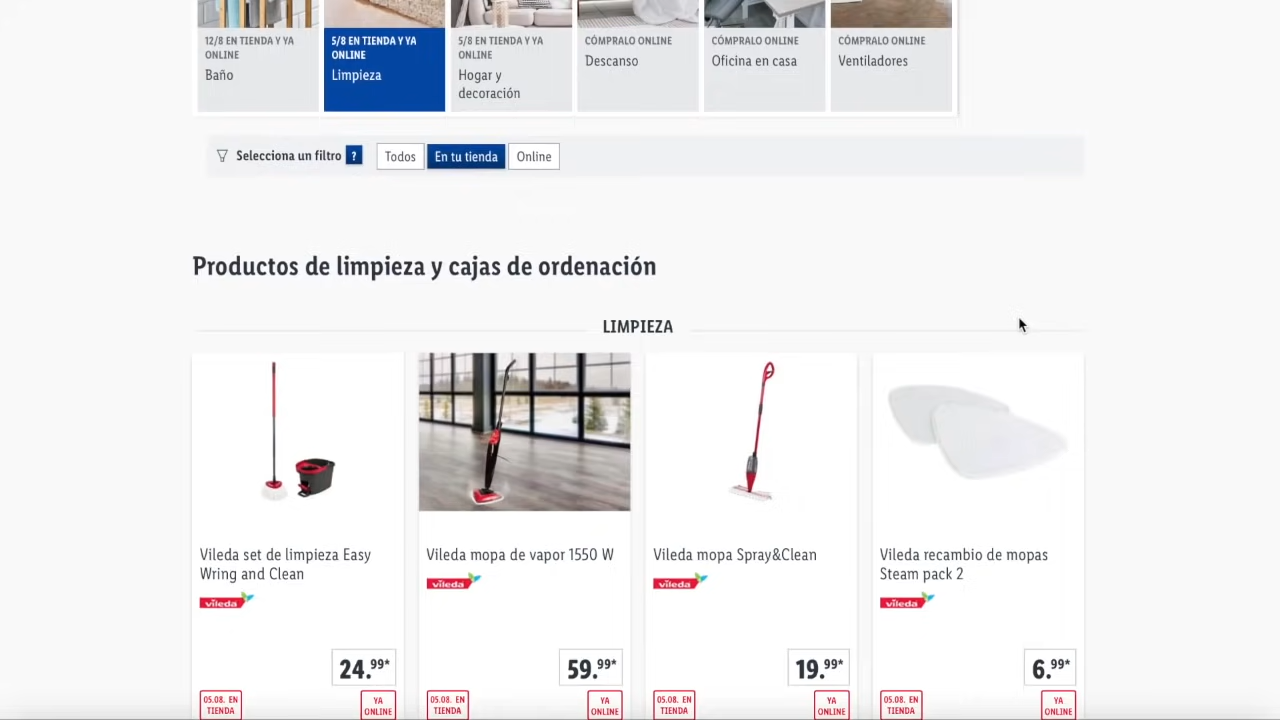 12/8 EN TIENDA Y YA
ONLINE
Baño
5/8 EN TIENDA Y YA
ONLINE
Limpieza
5/8 EN TIENDA Y YA
ONLINE
Hogar y
decoración
CÓMPRALO ONLINE
Descanso
CÓMPRALO ONLINE
Oficina en casa
CÓMPRALO ONLINE
Ventiladores
Selecciona un filtro ? Todos En tu tienda Online
Productos de limpieza y cajas de ordenación
LIMPIEZA
Vileda set de limpieza Easy
Wring and Clean
vileda
24.99*
05.08. EN
TIENDA
YA
ONLINE
Vileda mopa de vapor 1550 W
vileda
59.99*
05.08. EN
TIENDA
YA
ONLINE
Vileda mopa Spray&Clean
vileda
19.99*
05.08. EN
TIENDA
YA
ONLINE
Vileda recambio de mopas
Steam pack 2
vileda
6.99*
05.08. EN
TIENDA
YA
ONLINE